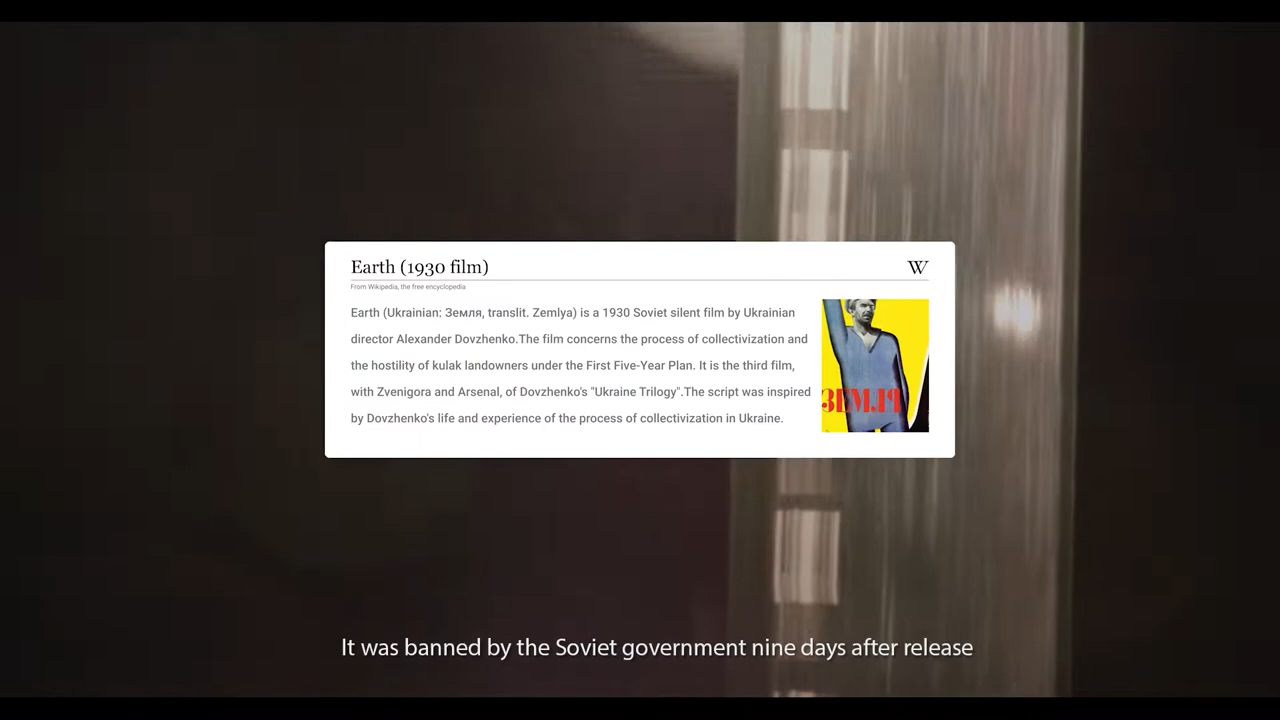 Earth (1930 film)
W
From Wikipedia, the free encyclopedia
Earth (Ukrainian: Земля, translit. Zemlya) is a 1930 Soviet silent film by Ukrainian
director Alexander Dovzhenko.The film concerns the process of collectivization and
the hostility of kulak landowners under the First Five-Year Plan. It is the third film,
with Zvenigora and Arsenal, of Dovzhenko's "Ukraine Trilogy".The script was inspired
by Dovzhenko's life and experience of the process of collectivization in Ukraine.
ЗЕМЛЯ
It was banned by the Soviet government nine days after release